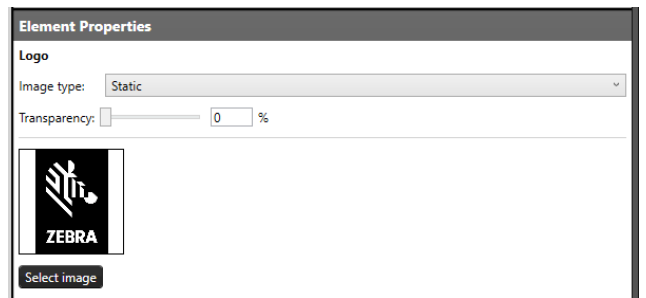 Element Properties
Logo
Image type: Static
Transparency: 0 %
ZEBRA
Select image